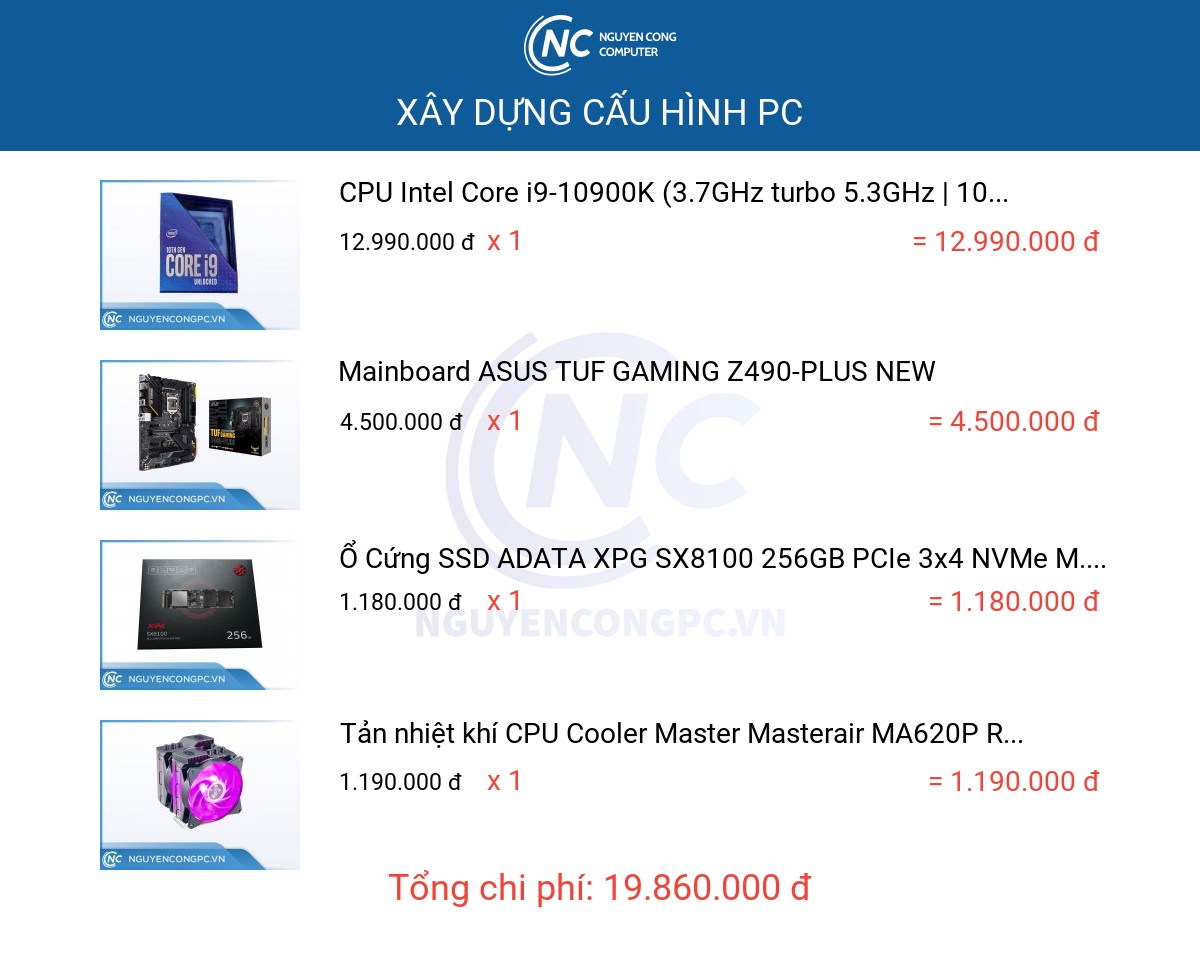 NC NGUYEN CONG
COMPUTER
XÂY DỰNG CẤU HÌNH PC
CPU Intel Core i9-10900K (3.7GHz turbo 5.3GHz | 10...
12.990.000 đ x 1 = 12.990.000 đ
intel
10TH GEN
CORE i9
UNLOCKED
NC NGUYENCONGPC.VN
Mainboard ASUS TUF GAMING Z490-PLUS NEW
4.500.000 đ x 1 = 4.500.000 đ
TUF GAMING
NC NGUYENCONGPC.VN
NC
NGUYENCONGPC.VN
Ổ Cứng SSD ADATA XPG SX8100 256GB PCIe 3x4 NVMe M....
1.180.000 đ x 1 = 1.180.000 đ
XPG
SX8100
256
NC NGUYENCONGPC.VN
Tản nhiệt khí CPU Cooler Master Masterair MA620P R...
1.190.000 đ x 1 = 1.190.000 đ
NC NGUYENCONGPC.VN
Tổng chi phí: 19.860.000 đ